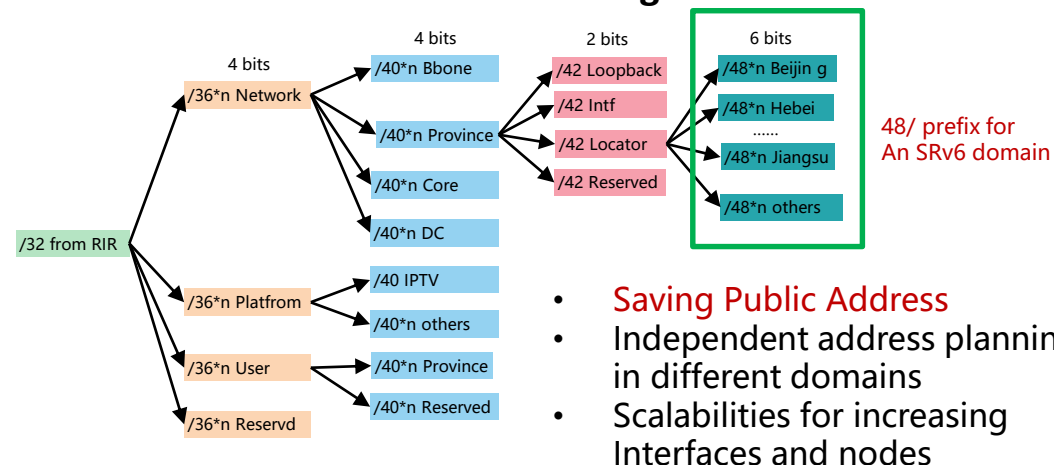 4 bits
4 bits
2 bits
6 bits
/32 from RIR
/36*n Network
/36*n Platfrom
/36*n User
/36*n Reservd
/40*n Bbone
/40*n Province
/40*n Core
/40*n DC
/40 IPTV
/40*n others
/40*n Province
/40*n Reserved
/42 Loopback
/42 Intf
/42 Locator
/42 Reserved
/48*n Beijin g
/48*n Hebei
......
/48*n Jiangsu
/48*n others
48/ prefix for
An SRv6 domain
• Saving Public Address
• Independent address plannin
in different domains
• Scalabilities for increasing
Interfaces and nodes